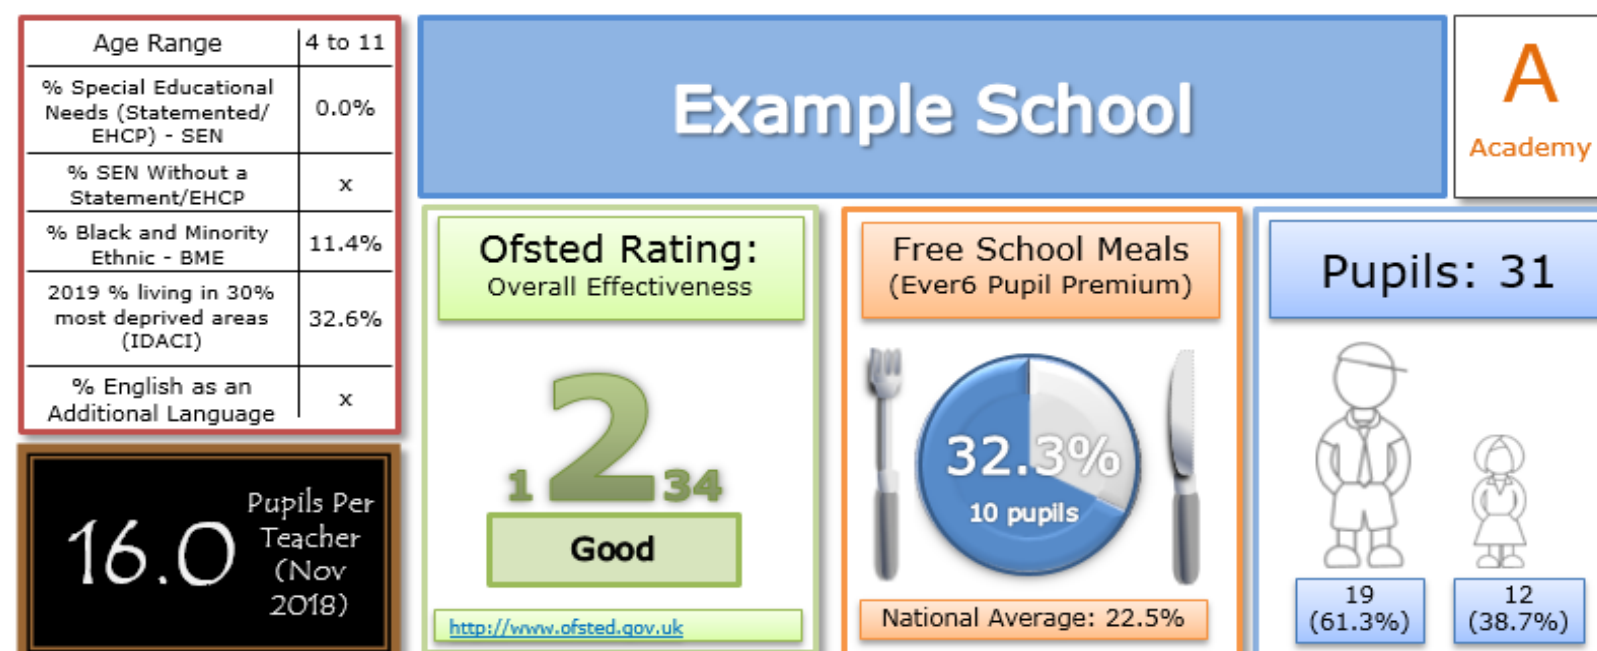 Age Range 4 to 11
% Special Educational
Needs (Statemented/
EHCP) - SEN
0.0%
% SEN Without a
Statement/EHCP
x
% Black and Minority
Ethnic - BME
11.4%
2019 % living in 30%
most deprived areas
(IDACI)
32.6%
% English as an
Additional Language
x
16.0
Pupils Per
Teacher
(Nov
2018)
Example School
A
Academy
Ofsted Rating:
Overall Effectiveness
1 2 34
Good
http://www.ofsted.gov.uk
Free School Meals
(Ever6 Pupil Premium)
32.3%
10 pupils
National Average: 22.5%
Pupils: 31
19
(61.3%)
12
(38.7%)